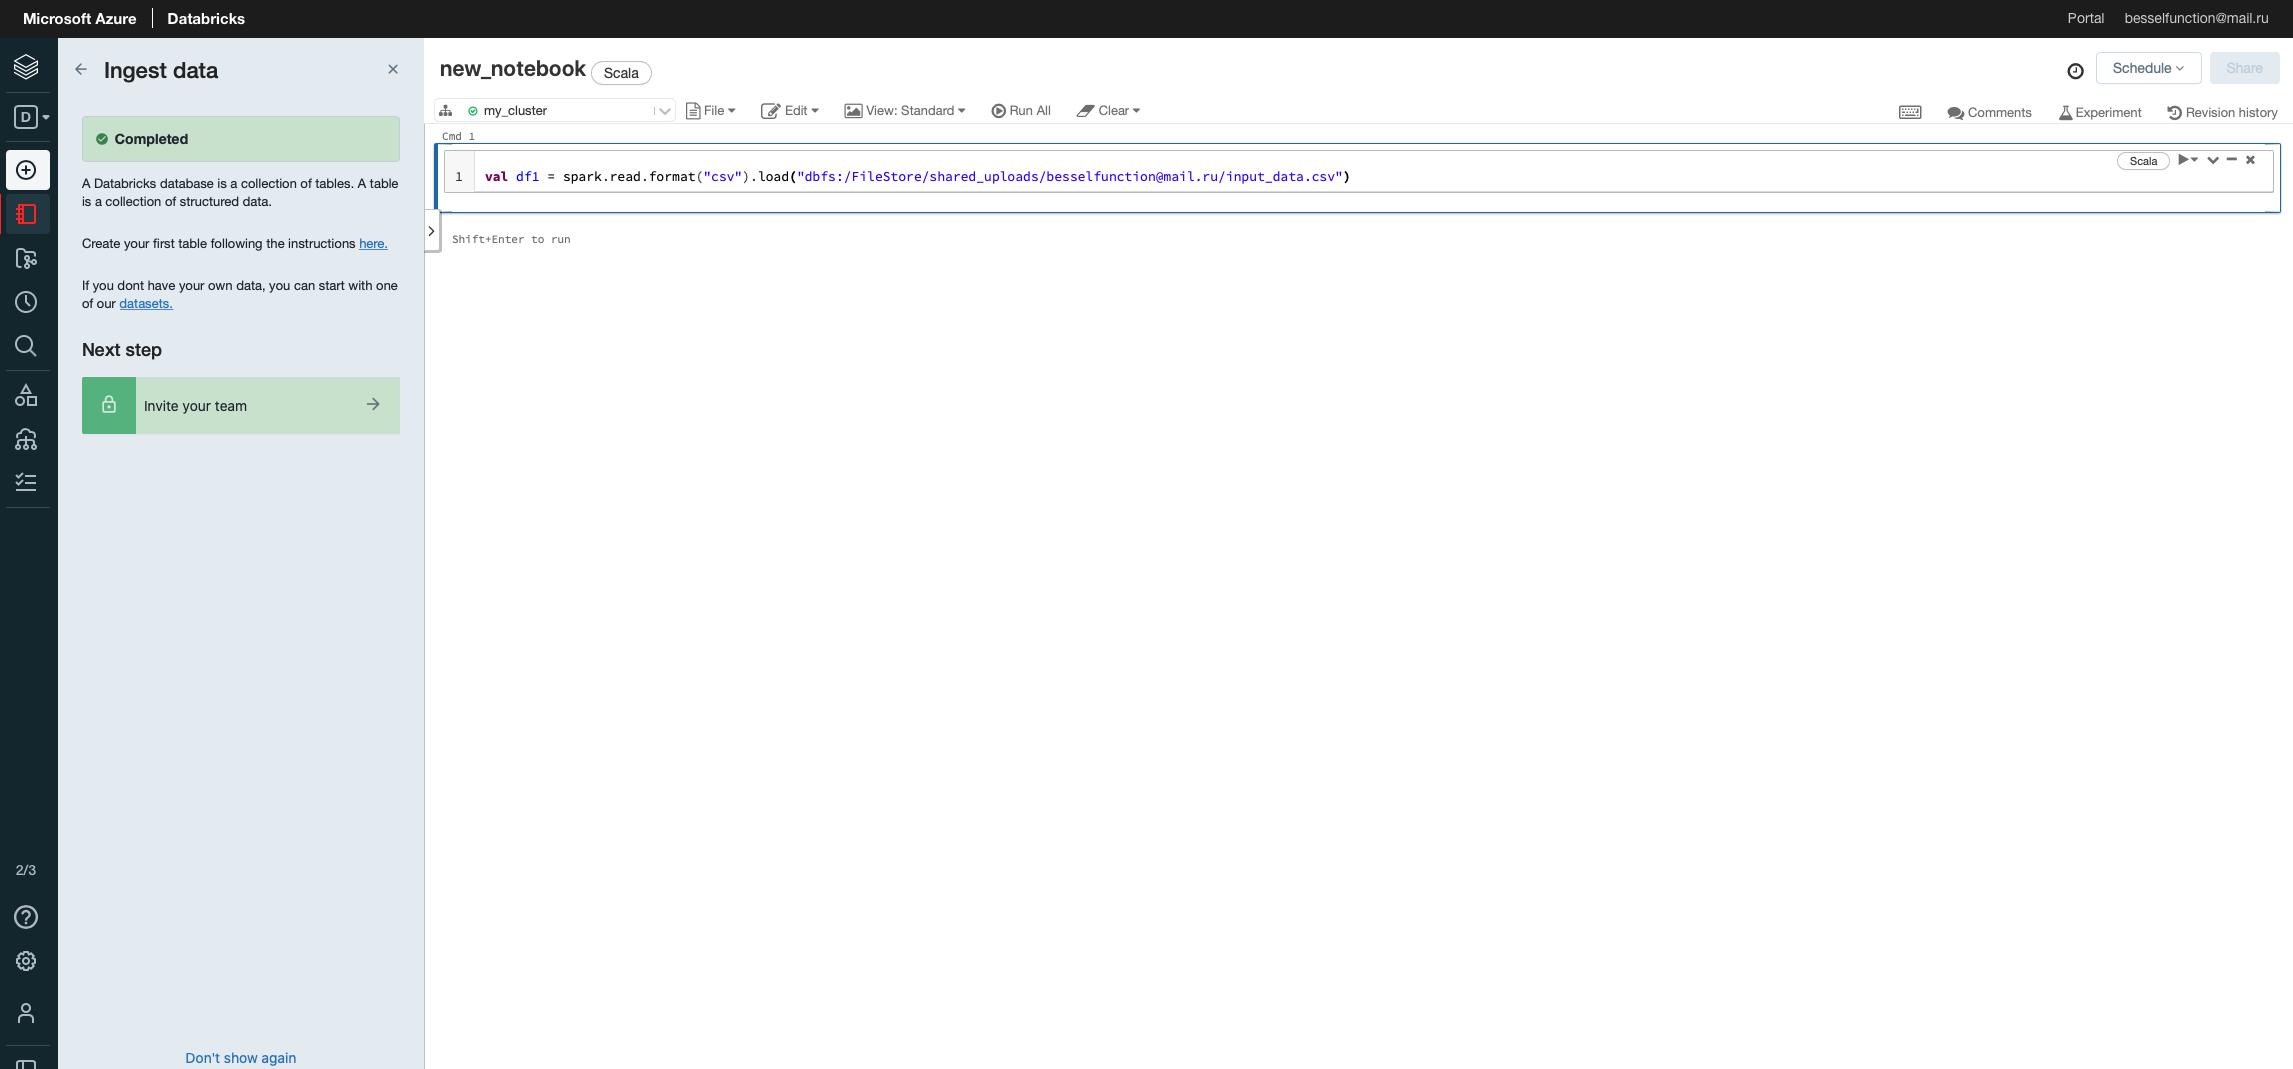 Microsoft Azure Databricks
Portal besselfunction@mail.ru
D
2/3
Ingest data
Completed
A Databricks database is a collection of tables. A table
is a collection of structured data.
Create your first table following the instructions here.
If you dont have your own data, you can start with one
of our datasets.
Next step
Invite your team
Don't show again
new_notebook Scala
Schedule Share
my_cluster File Edit View: Standard Run All Clear
Comments Experiment Revision history
Cmd 1
Scala
1 val df1 = spark.read.format("csv").load("dbfs:/FileStore/shared_uploads/besselfunction@mail.ru/input_data.csv")
Shift+Enter to run